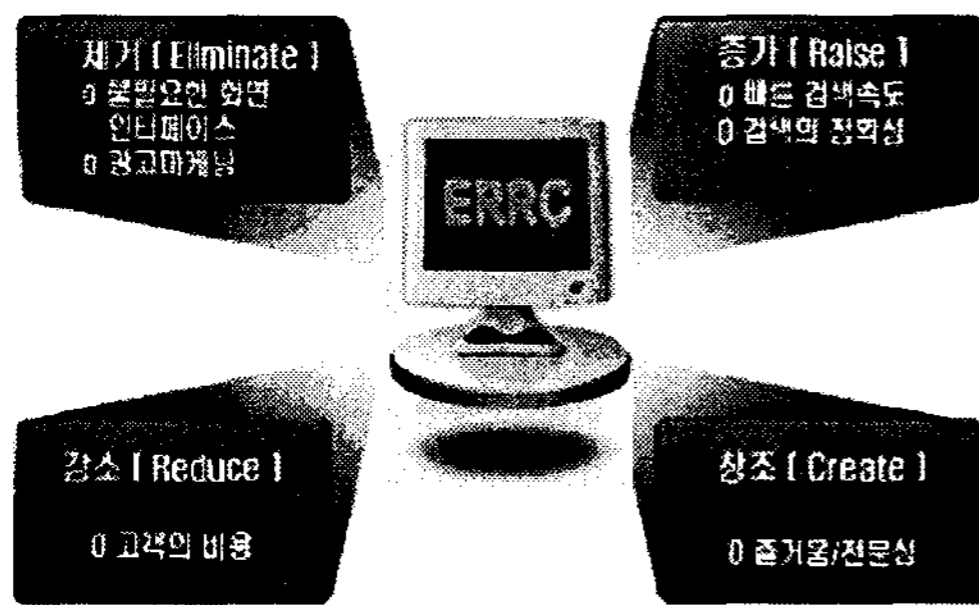 제거 [ Eliminate ]
0 불필요한 화면
인터페이스
0 광고마케팅
증가 [ Raise ]
0 빠른 검색속도
0 검색의 정확성
ERRC
감소 [ Reduce ]
0 고객의 비용
창조 [ Create ]
0 즐거움/전문성